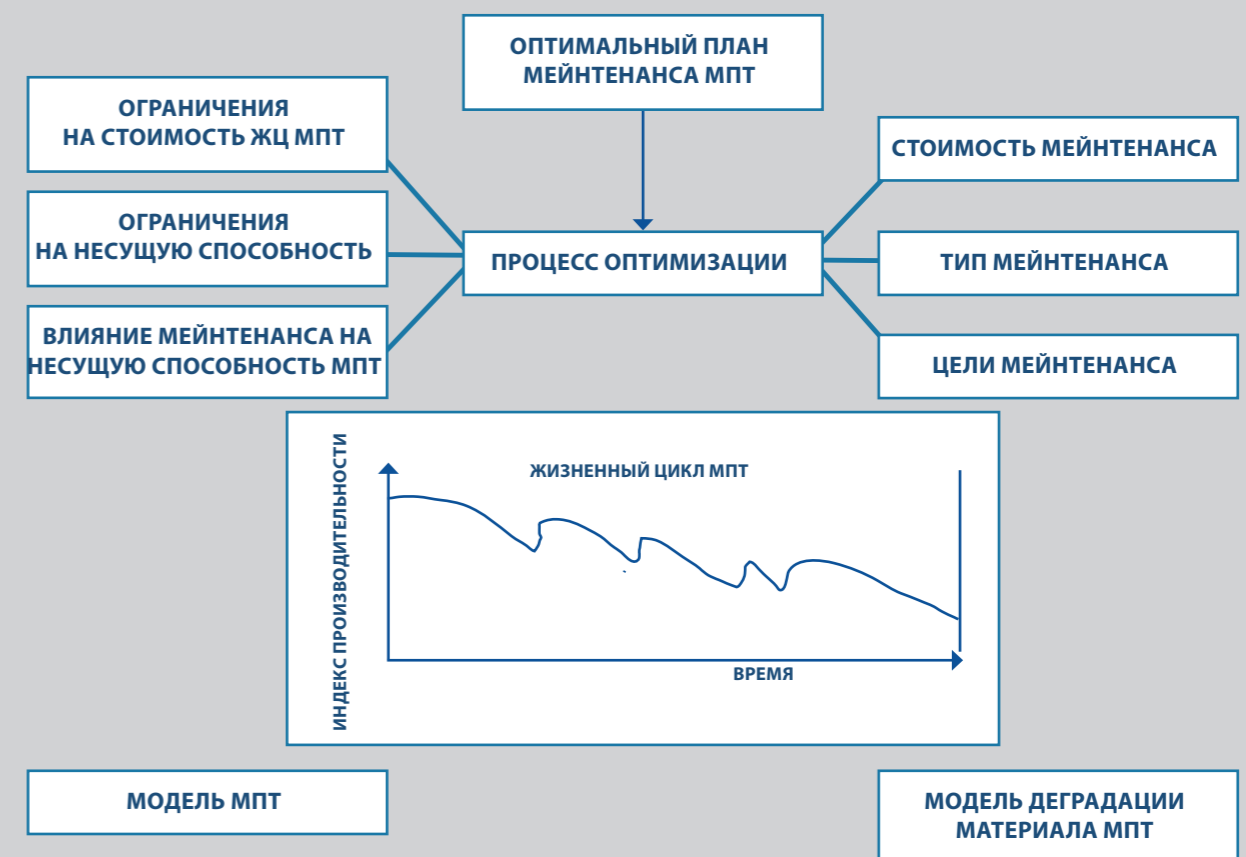 ОПТИМАЛЬНЫЙ ПЛАН
МЕЙНТЕНАНСА МПТ
ОГРАНИЧЕНИЯ
НА СТОИМОСТЬ ЖЦ МПТ
ОГРАНИЧЕНИЯ
НА НЕСУЩУЮ СПОСОБНОСТЬ
ВЛИЯНИЕ МЕЙНТЕНАНСА НА
НЕСУЩУЮ СПОСОБНОСТЬ МПТ
ПРОЦЕСС ОПТИМИЗАЦИИ
СТОИМОСТЬ МЕЙНТЕНАНСА
ТИП МЕЙНТЕНАНСА
ЦЕЛИ МЕЙНТЕНАНСА
ИНДЕКС ПРОИЗВОДИТЕЛЬНОСТИ
ЖИЗНЕННЫЙ ЦИКЛ МПТ
ВРЕМЯ
МОДЕЛЬ МПТ
МОДЕЛЬ ДЕГРАДАЦИИ
МАТЕРИАЛА МПТ